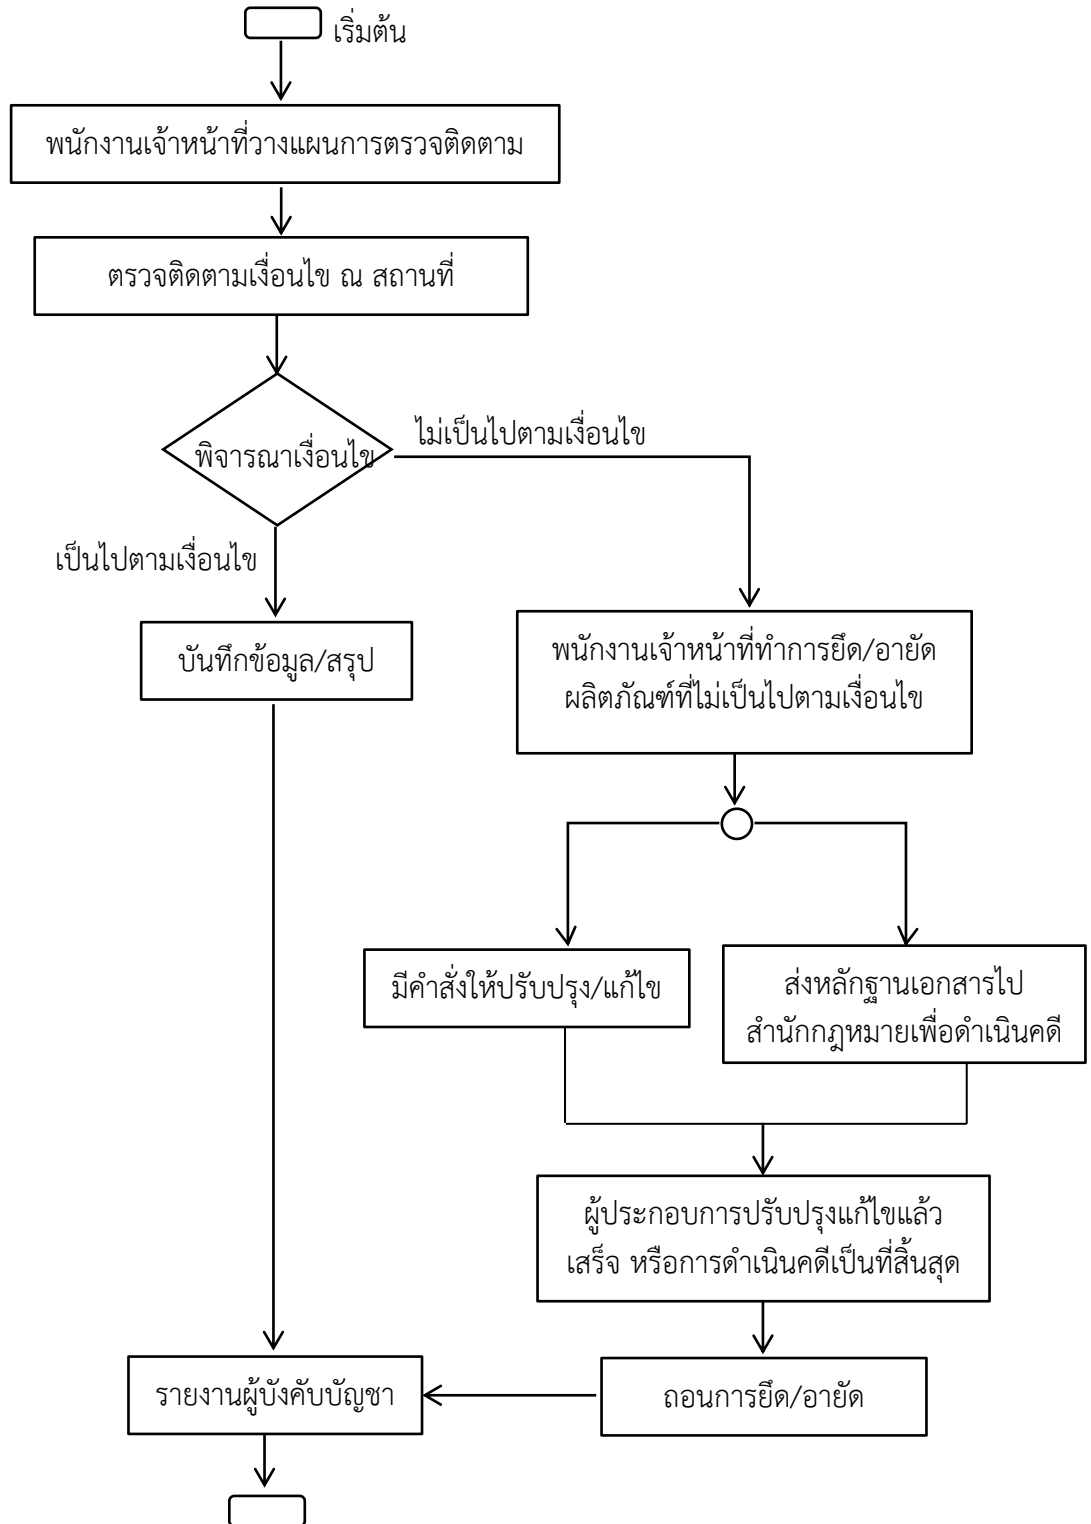 เริ่มต้น
พนักงานเจ้าหน้าที่วางแผนการตรวจติดตาม
ตรวจติดตามเงื่อนไข ณ สถานที่
ไม่เป็นไปตามเงื่อนไข
พิจารณาเงื่อนไข
เป็นไปตามเงื่อนไข
บันทึกข้อมูล/สรุป
พนักงานเจ้าหน้าที่ทำการยึด/อายัด
ผลิตภัณฑ์ที่ไม่เป็นไปตามเงื่อนไข
มีคำสั่งให้ปรับปรุง/แก้ไข
ส่งหลักฐานเอกสารไป
สำนักกฎหมายเพื่อดำเนินคดี
ผู้ประกอบการปรับปรุงแก้ไขแล้ว
เสร็จ หรือการดำเนินคดีเป็นที่สิ้นสุด
รายงานผู้บังคับบัญชา
ถอนการยึด/อายัด